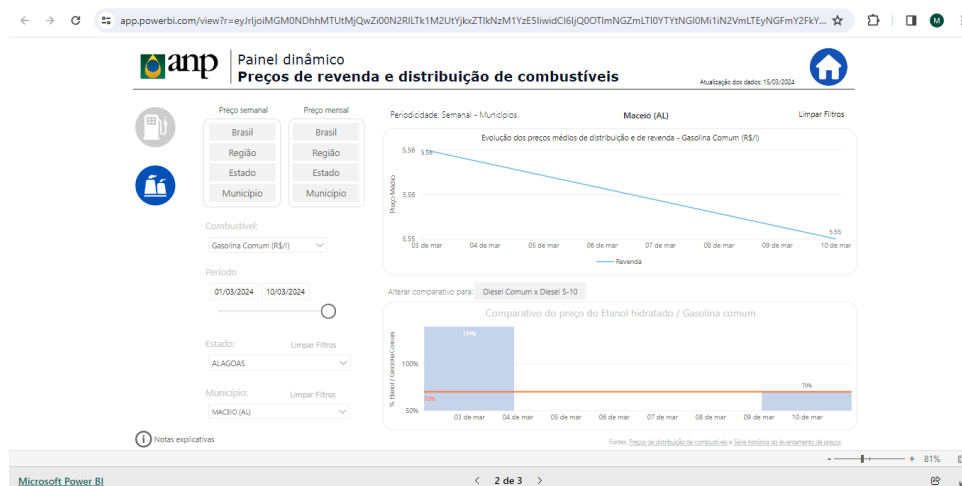 app.powerbi.com/view?r=eyJrIjoiMGM0NDhhMTUtMjQwZi00N2RlLTk1M2UtYjkxZTlkNzM1YzE5IiwidCI6IjQ0OTlmNGZmLTI0YTYtNGI0Mi1iN2VmLTEyNGFmY2FkY...
M
anp
Painel dinâmico
Preços de revenda e distribuição de combustíveis
Atualização dos dados: 15/03/2024
Preço semanal Preço mensal
Brasil Brasil
Região Região
Estado Estado
Município Município
Combustível:
Gasolina Comum (R$/l)
Período
01/03/2024 10/03/2024
Estado: Limpar Filtros
ALAGOAS
Município: Limpar Filtros
MACEIO (AL)
Notas explicativas
Periodicidade: Semanal - Municípios Maceio (AL) Limpar Filtros
Evolução dos preços médios de distribuição e de revenda - Gasolina Comum (R$/l)
Preço Médio
5.56 5.56
5.56
5.55 5.55
03 de mar 04 de mar 05 de mar 06 de mar 07 de mar 08 de mar 09 de mar 10 de mar
Revenda
Alterar comparativo para: Diesel Comum x Diesel S-10
Comparativo do preço do Etanol hidratado / Gasolina comum
% Etanol / Gasolina Comum
100%
70% 70%
50%
03 de mar 04 de mar 05 de mar 06 de mar 07 de mar 08 de mar 09 de mar 10 de mar
Fontes: Preços de distribuição de combustíveis e Série histórica do levantamento de preços
- + 81%
Microsoft Power BI < 2 de 3 >